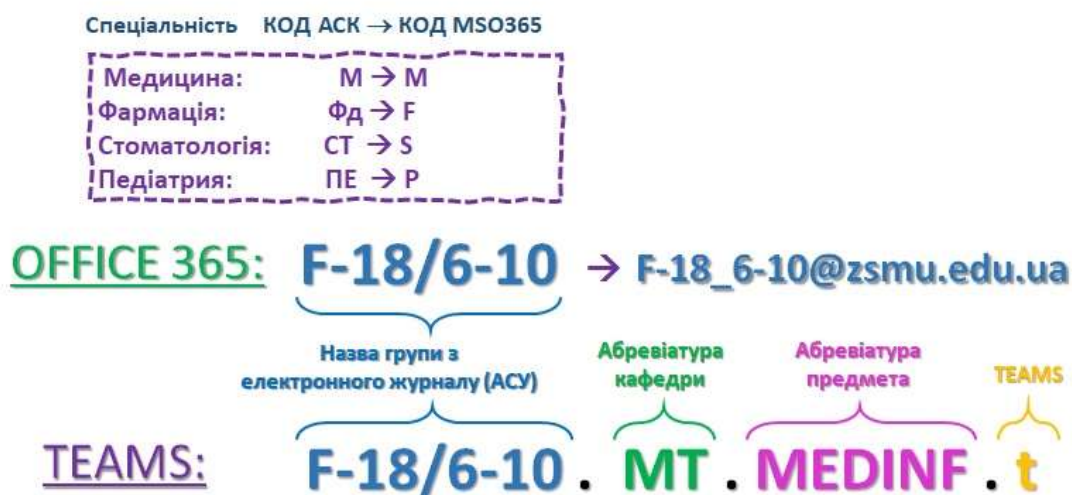 Спеціальність КОД АСК → КОД MSO365
Медицина: М → M
Фармація: Фд → F
Стоматологія: СТ → S
Педіатрия: ПЕ → P
OFFICE 365: F-18/6-10 → F-18_6-10@zsmu.edu.ua
Назва групи з
електронного журналу (АСУ)
Абревіатура
кафедри
Абревіатура
предмета
TEAMS
TEAMS: F-18/6-10 . MT . MEDINF . t